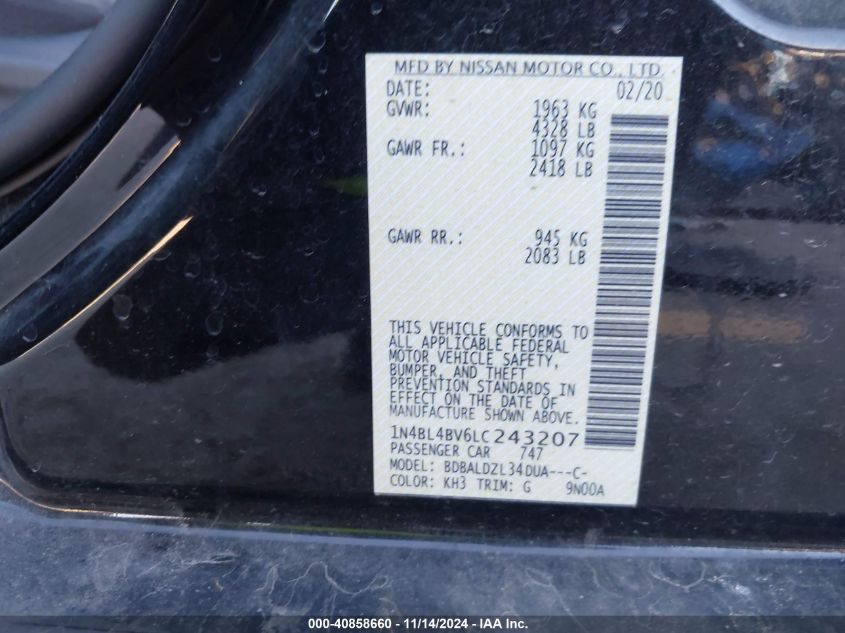 MFD BY NISSAN MOTOR CO., LTD.
DATE: 02/20
GVWR: 1963 KG
4328 LB
GAWR FR.: 1097 KG
2418 LB
GAWR RR.: 945 KG
2083 LB
THIS VEHICLE CONFORMS TO
ALL APPLICABLE FEDERAL
MOTOR VEHICLE SAFETY,
BUMPER, AND THEFT
PREVENTION STANDARDS IN
EFFECT ON THE DATE OF
MANUFACTURE SHOWN ABOVE.
1N4BL4BV6LC243207
PASSENGER CAR 747
MODEL: BDBALDZL34DUA---C-
COLOR: KH3 TRIM: G 9N00A
000-40858660 - 11/14/2024 - IAA Inc.